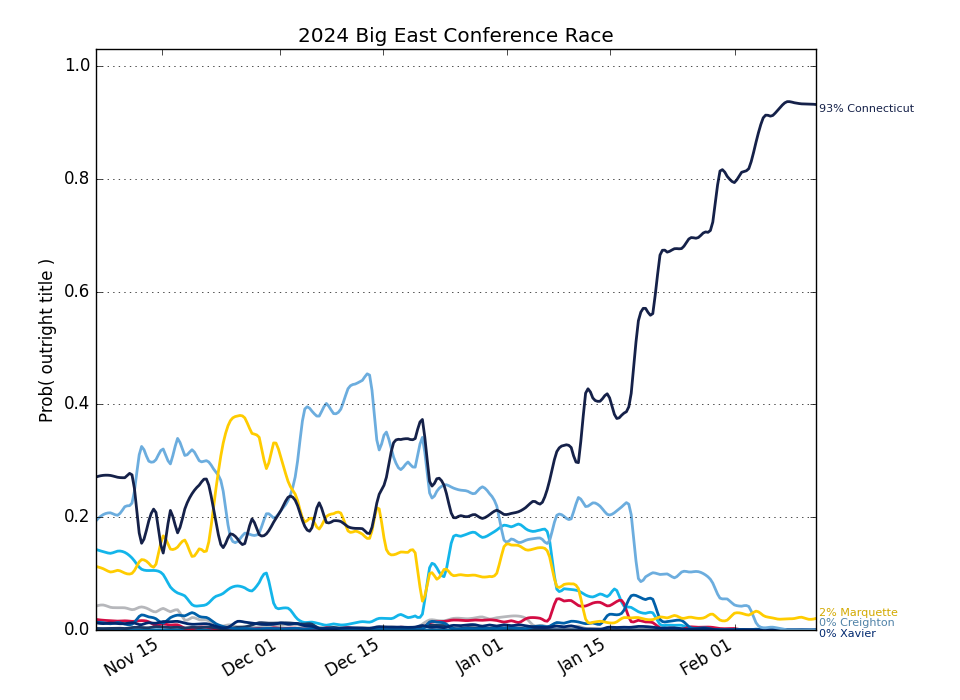 2024 Big East Conference Race
Prob( outright title )
1.0
0.8
0.6
0.4
0.2
0.0
Nov 15
Dec 01
Dec 15
Jan 01
Jan 15
Feb 01
93% Connecticut
2% Marquette
0% Creighton
0% Xavier